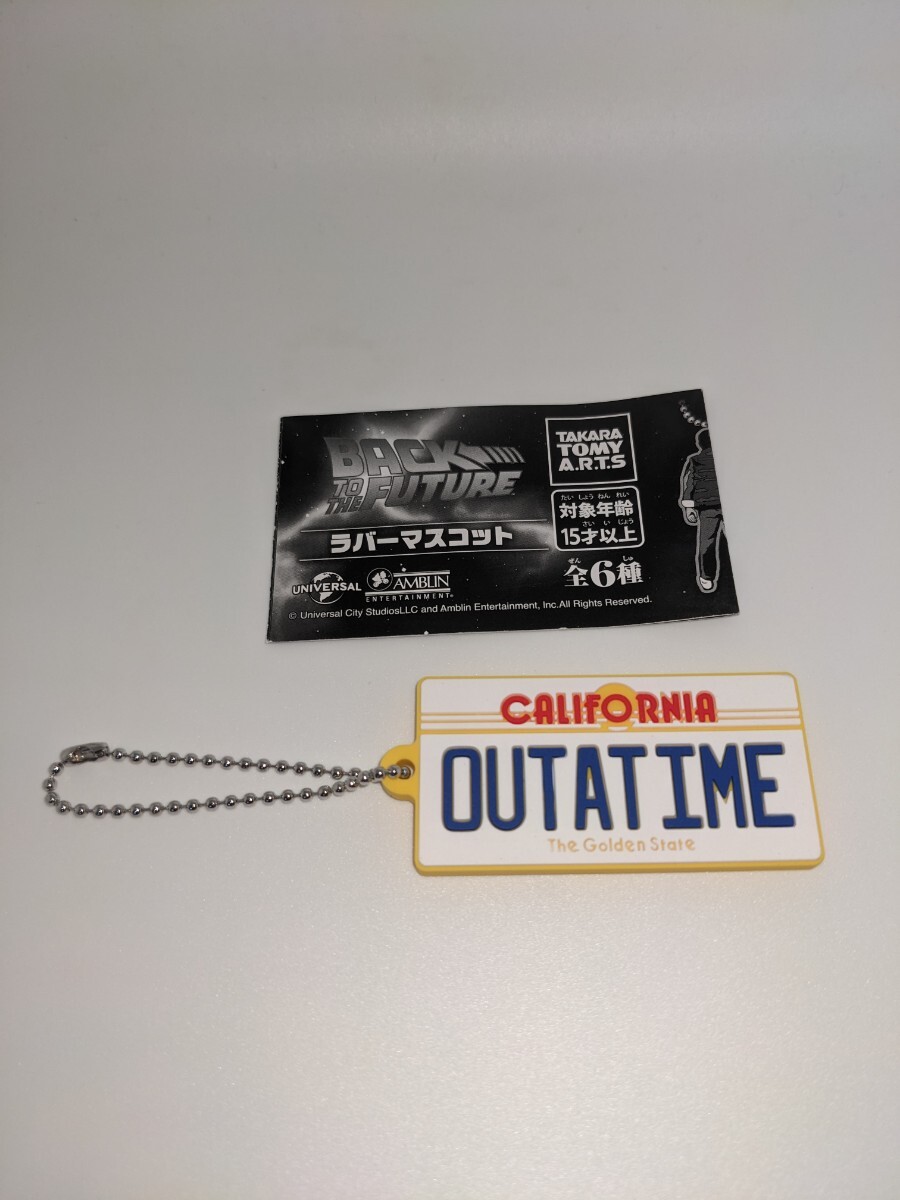 BACK
TO THE FUTURE
ラバーマスコット
UNIVERSAL
AMBLIN
ENTERTAINMENT
TAKARA
TOMY
A.R.T.S
たい しょう ねん れい
対象年齢
さい い じょう
15才以上
ぜん しゅ
全6種
© Universal City StudiosLLC and Amblin Entertainment, Inc.All Rights Reserved.
CALIFORNIA
OUTATIME
The Golden State